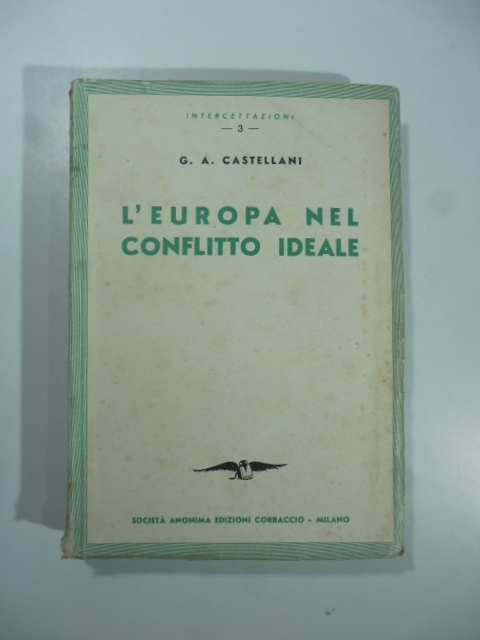 INTERCETTAZIONI
— 3 —
G. A. CASTELLANI
L'EUROPA NEL
CONFLITTO IDEALE
SOCIETÀ ANONIMA EDIZIONI CORBACCIO - MILANO